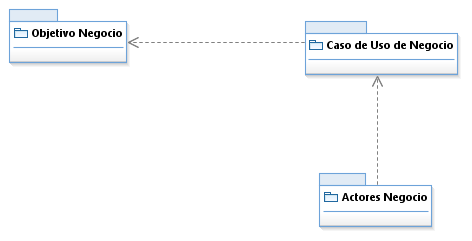 Objetivo Negocio
Caso de Uso de Negocio
Actores Negocio